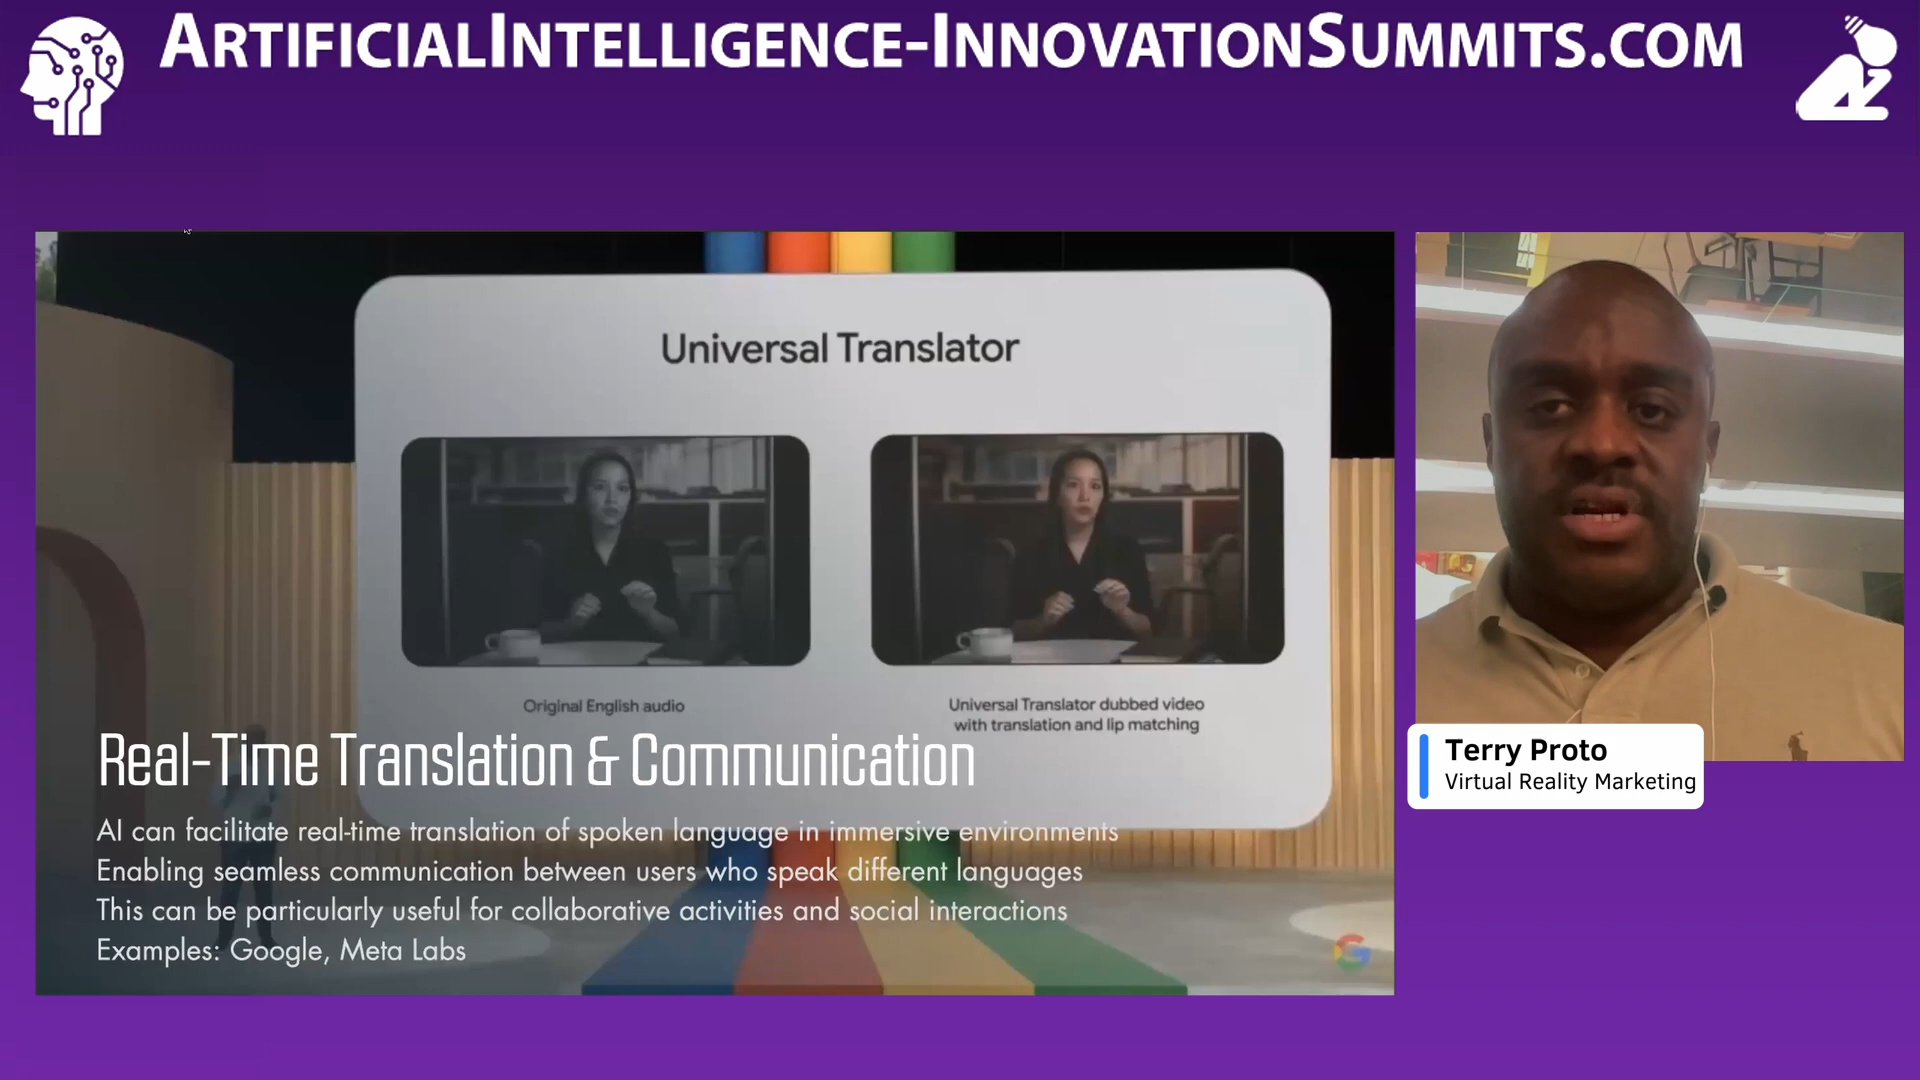 ARTIFICIALINTELLIGENCE-INNOVATIONSUMMITS.COM
Universal Translator
Original English audio
Universal Translator dubbed video
with translation and lip matching
Real-Time Translation & Communication
AI can facilitate real-time translation of spoken language in immersive environments
Enabling seamless communication between users who speak different languages
This can be particularly useful for collaborative activities and social interactions
Examples: Google, Meta Labs
Terry Proto
Virtual Reality Marketing